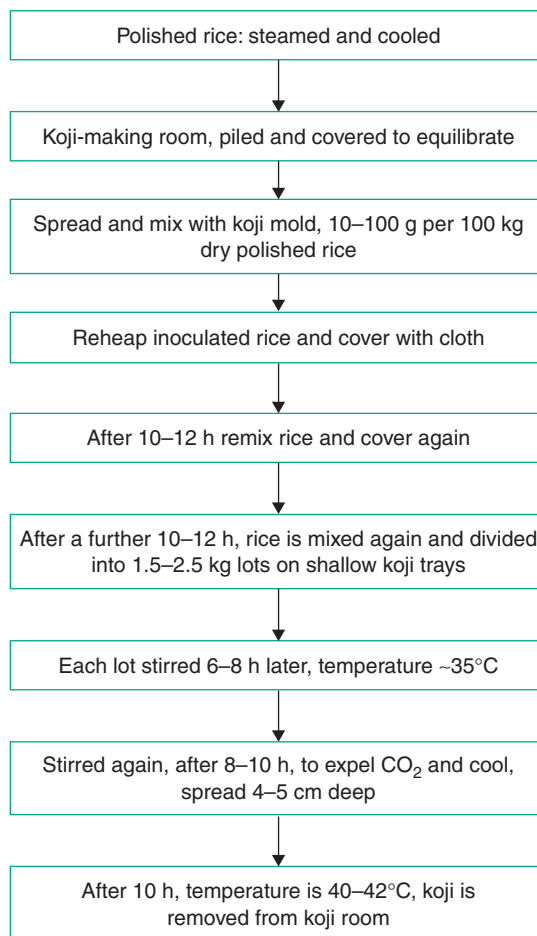 Polished rice: steamed and cooled
Koji-making room, piled and covered to equilibrate
Spread and mix with koji mold, 10–100 g per 100 kg
dry polished rice
Reheap inoculated rice and cover with cloth
After 10–12 h remix rice and cover again
After a further 10–12 h, rice is mixed again and divided
into 1.5–2.5 kg lots on shallow koji trays
Each lot stirred 6–8 h later, temperature ~35°C
Stirred again, after 8–10 h, to expel CO₂ and cool,
spread 4–5 cm deep
After 10 h, temperature is 40–42°C, koji is
removed from koji room